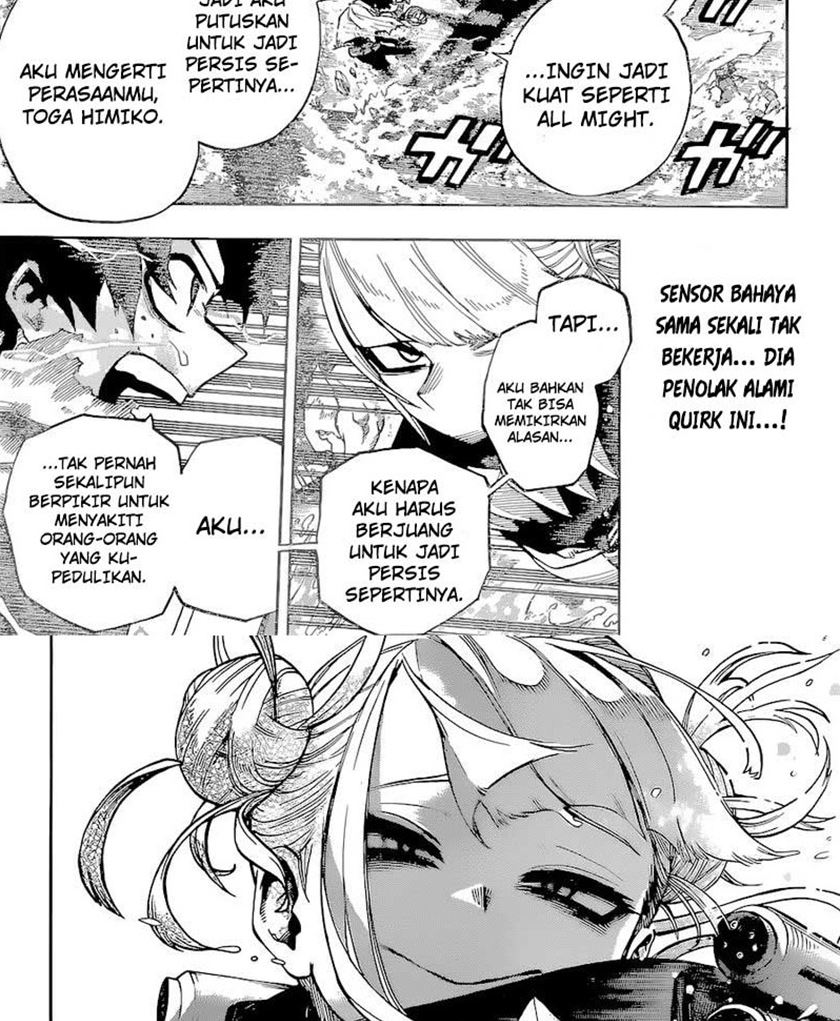 ...INGIN JADI
KUAT SEPERTI
ALL MIGHT.
JADI AKU
PUTUSKAN
UNTUK JADI
PERSIS SE-
PERTINYA...
AKU MENGERTI
PERASAANMU,
TOGA HIMIKO.
ガ
ガ
SENSOR BAHAYA
SAMA SEKALI TAK
BEKERJA... DIA
PENOLAK ALAMI
QUIRK INI...!
TAPI...
AKU BAHKAN
TAK BISA
MEMIKIRKAN
ALASAN...
KENAPA
AKU HARUS
BERJUANG
UNTUK JADI
PERSIS
SEPERTINYA.
AKU...
...TAK PERNAH
SEKALIPUN
BERPIKIR UNTUK
MENYAKITI
ORANG-ORANG
YANG KU-
PEDULIKAN.